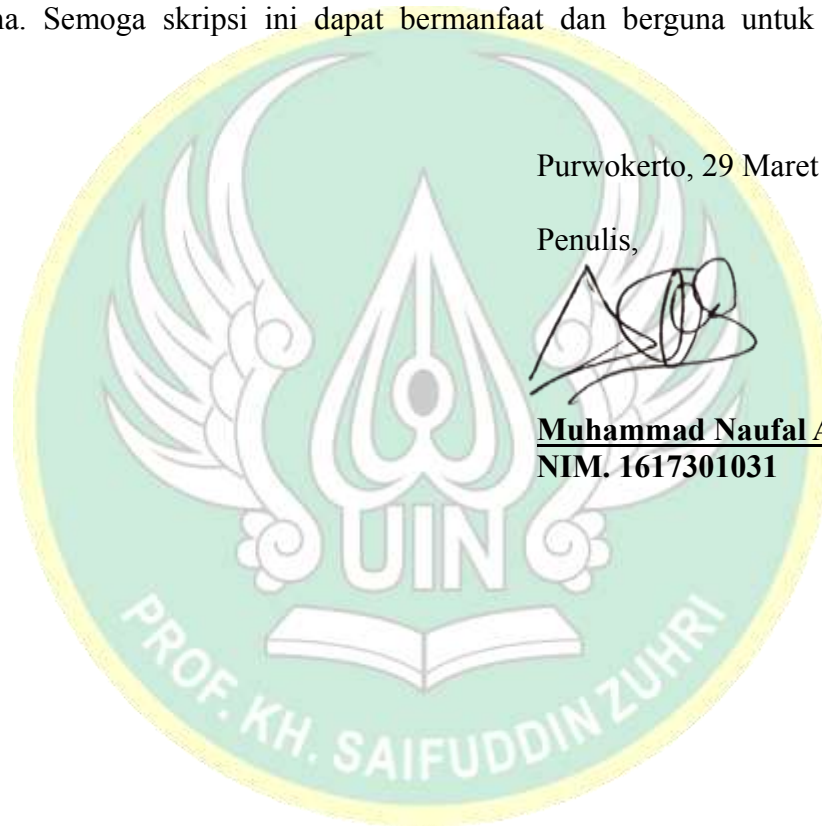 na. Semoga skripsi ini dapat bermanfaat dan berguna untuk
Purwokerto, 29 Maret
Penulis,
Muhammad Naufal A
NIM. 1617301031
UIN
PROF. KH. SAIFUDDIN ZUHRI